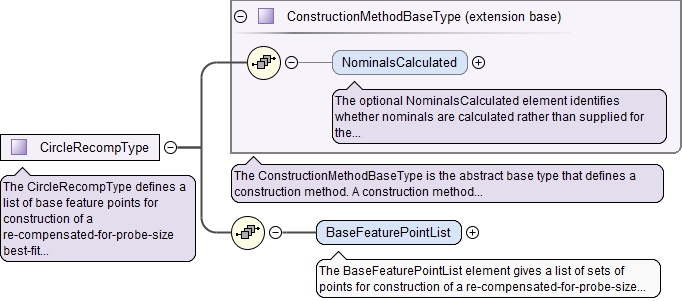 ConstructionMethodBaseType (extension base)
NominalsCalculated
The optional NominalsCalculated element identifies
whether nominals are calculated rather than supplied for
the...
CircleRecompType
The CircleRecompType defines a
list of base feature points for
construction of a
re-compensated-for-probe-size
best-fit...
The ConstructionMethodBaseType is the abstract base type that defines a
construction method. A construction method...
BaseFeaturePointList
The BaseFeaturePointList element gives a list of sets of
points for construction of a re-compensated-for-probe-size...